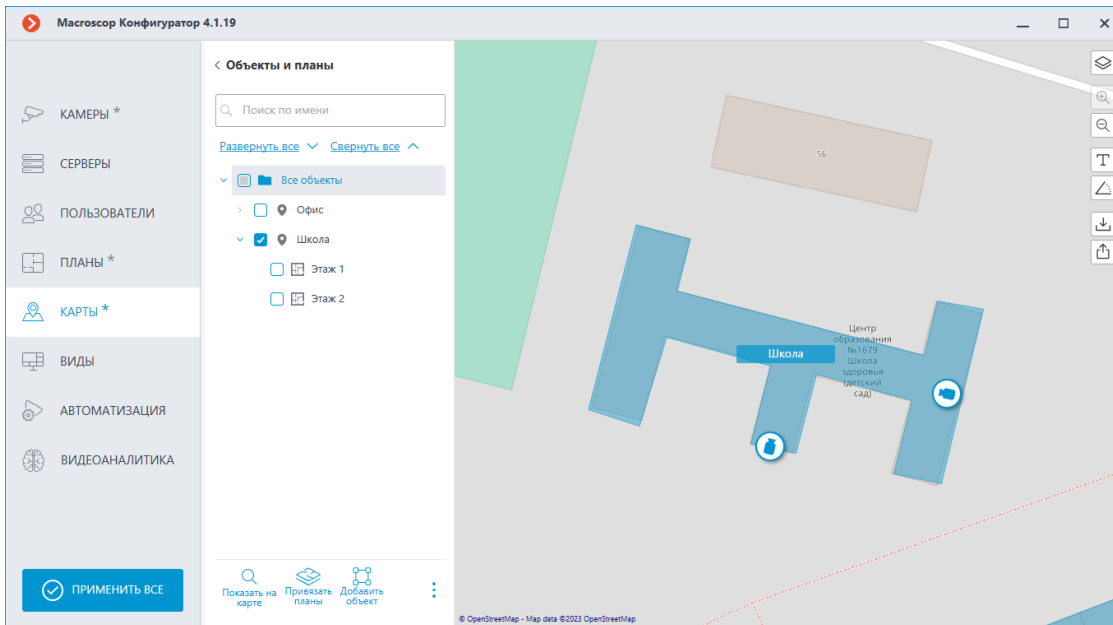 Macroscop Конфигуратор 4.1.19
КАМЕРЫ *
СЕРВЕРЫ
ПОЛЬЗОВАТЕЛИ
ПЛАНЫ *
КАРТЫ *
ВИДЫ
АВТОМАТИЗАЦИЯ
ВИДЕОАНАЛИТИКА
ПРИМЕНИТЬ ВСЕ
Объекты и планы
Поиск по имени
Развернуть все Свернуть все
Все объекты
Офис
Школа
Этаж 1
Этаж 2
Показать на
карте
Привязать
планы
Добавить
объект
56
Школа
Центр
образования
№1679
Школа
здоровья
(детский
сад)
T
© OpenStreetMap - Map data ©2023 OpenStreetMap